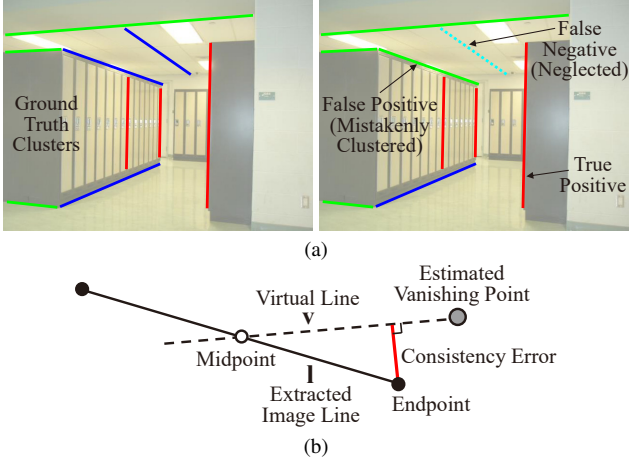 Ground
Truth
Clusters
False
Negative
(Neglected)
False Positive
(Mistakenly
Clustered)
True
Positive
(a)
Estimated
Vanishing Point
Virtual Line
v
Midpoint
Consistency Error
l
Extracted
Image Line
Endpoint
(b)